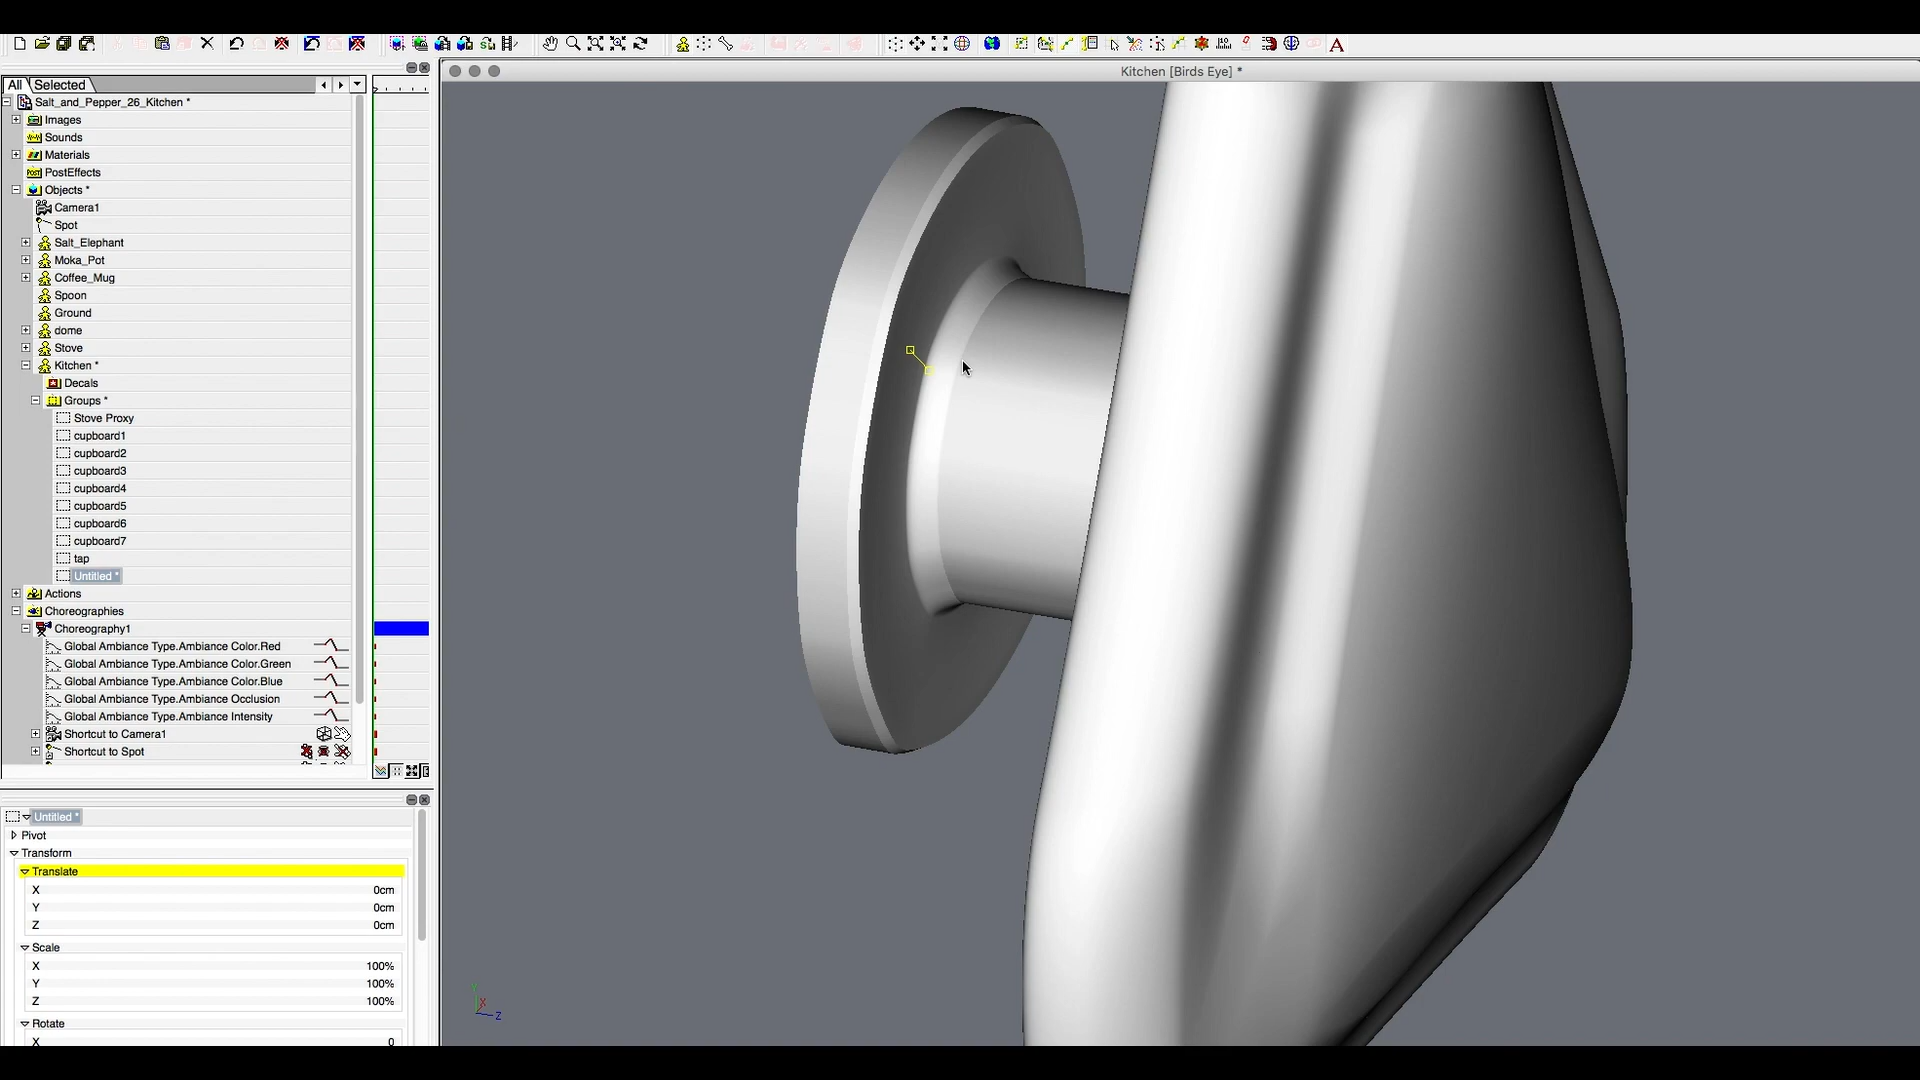 Kitchen [Birds Eye] *
All
Selected
Salt_and_Pepper_26_Kitchen *
Images
Sounds
Materials
POST PostEffects
Objects *
Camera1
Spot
Salt_Elephant
Moka_Pot
Coffee_Mug
Spoon
Ground
dome
Stove
Kitchen *
Decals
Groups *
Stove Proxy
cupboard1
cupboard2
cupboard3
cupboard4
cupboard5
cupboard6
cupboard7
tap
Untitled *
Actions
Choreographies
Choreography1
Global Ambiance Type.Ambiance Color.Red
Global Ambiance Type.Ambiance Color.Green
Global Ambiance Type.Ambiance Color.Blue
Global Ambiance Type.Ambiance Occlusion
Global Ambiance Type.Ambiance Intensity
Shortcut to Camera1
Shortcut to Spot
Untitled *
Pivot
Transform
Translate
X 0cm
Y 0cm
Z 0cm
Scale
X 100%
Y 100%
Z 100%
Rotate
X 0
X
Z